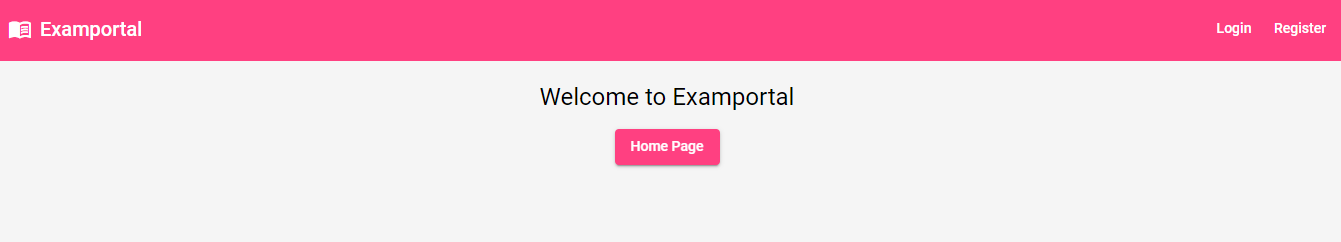 Examportal
Login Register
Welcome to Examportal
Home Page